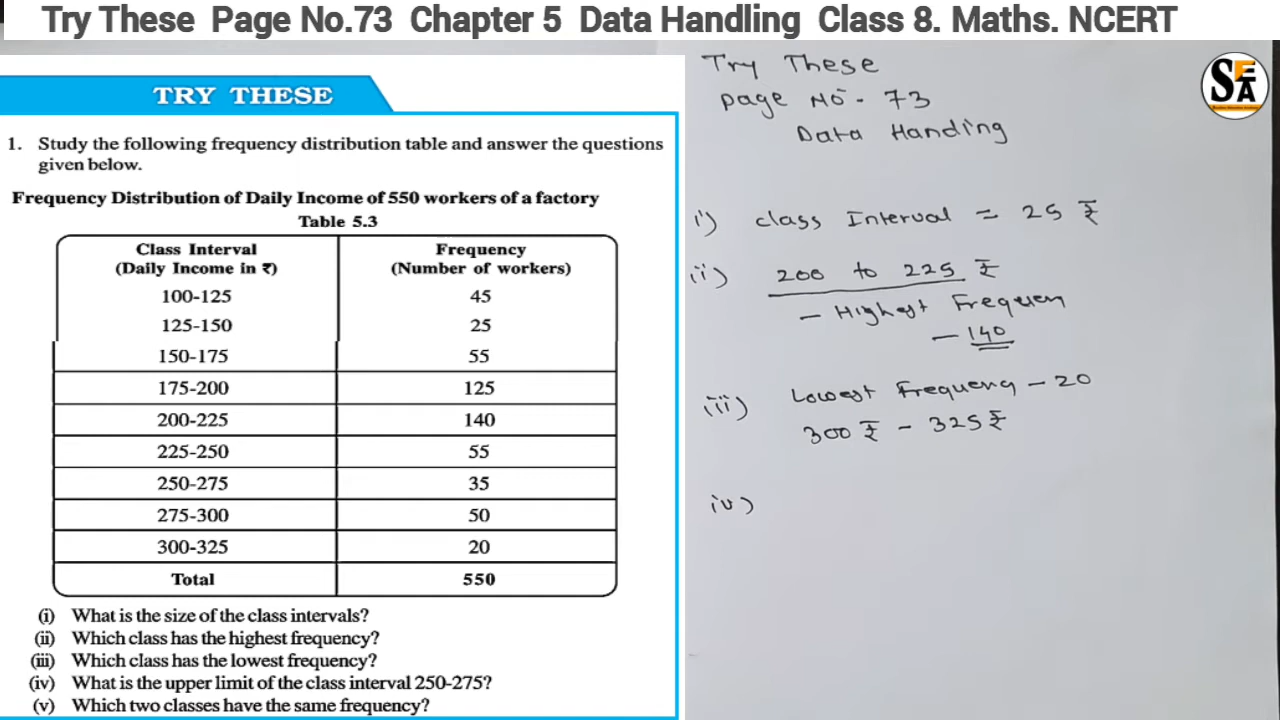 Try These Page No.73 Chapter 5 Data Handling Class 8. Maths. NCERT
TRY THESE
1. Study the following frequency distribution table and answer the questions
given below.
Frequency Distribution of Daily Income of 550 workers of a factory
Table 5.3
Class Interval Frequency
(Daily Income in ₹) (Number of workers)
100-125 45
125-150 25
150-175 55
175-200 125
200-225 140
225-250 55
250-275 35
275-300 50
300-325 20
Total 550
(i) What is the size of the class intervals?
(ii) Which class has the highest frequency?
(iii) Which class has the lowest frequency?
(iv) What is the upper limit of the class interval 250-275?
(v) Which two classes have the same frequency?
Try These
Page No - 73
Data Handing
i) class Interval = 25 ₹
ii) 200 to 225 ₹
- Highest Frequen
- 140
iii) Lowest Frequency - 20
300 ₹ - 325 ₹
iv)
SEA